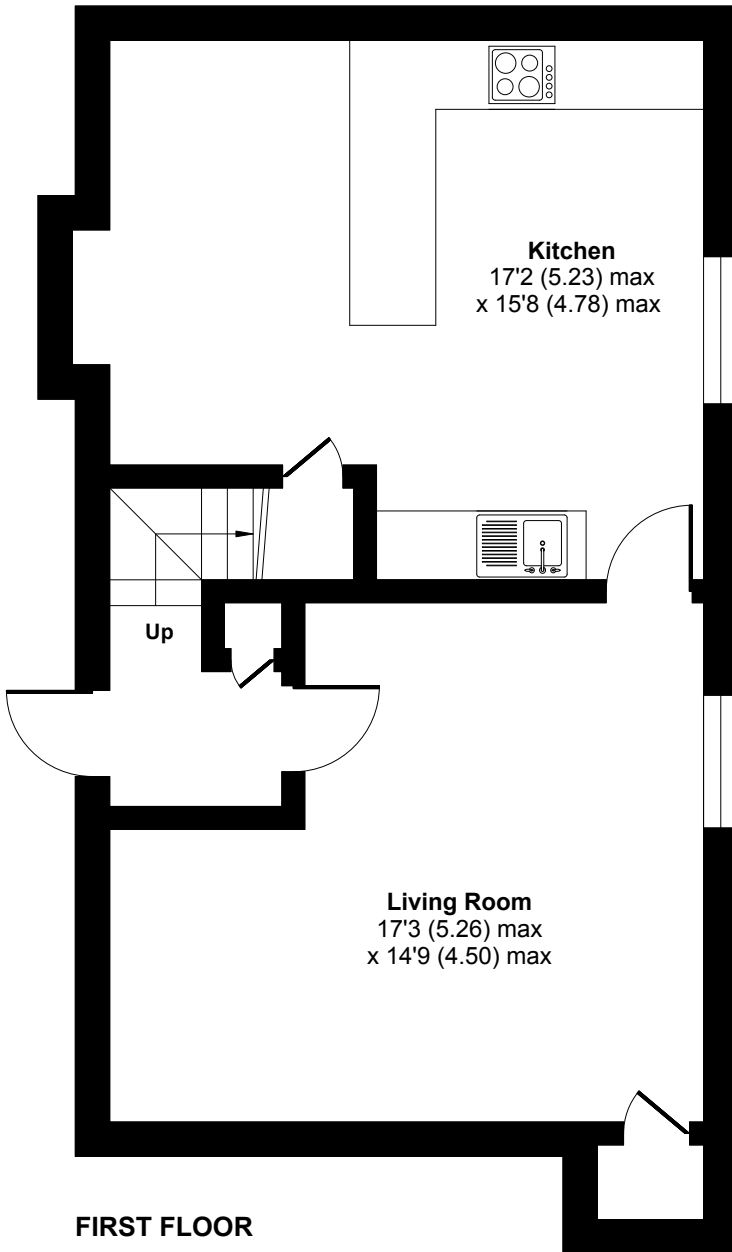 Kitchen
17'2 (5.23) max
x 15'8 (4.78) max
Up
Living Room
17'3 (5.26) max
x 14'9 (4.50) max
FIRST FLOOR